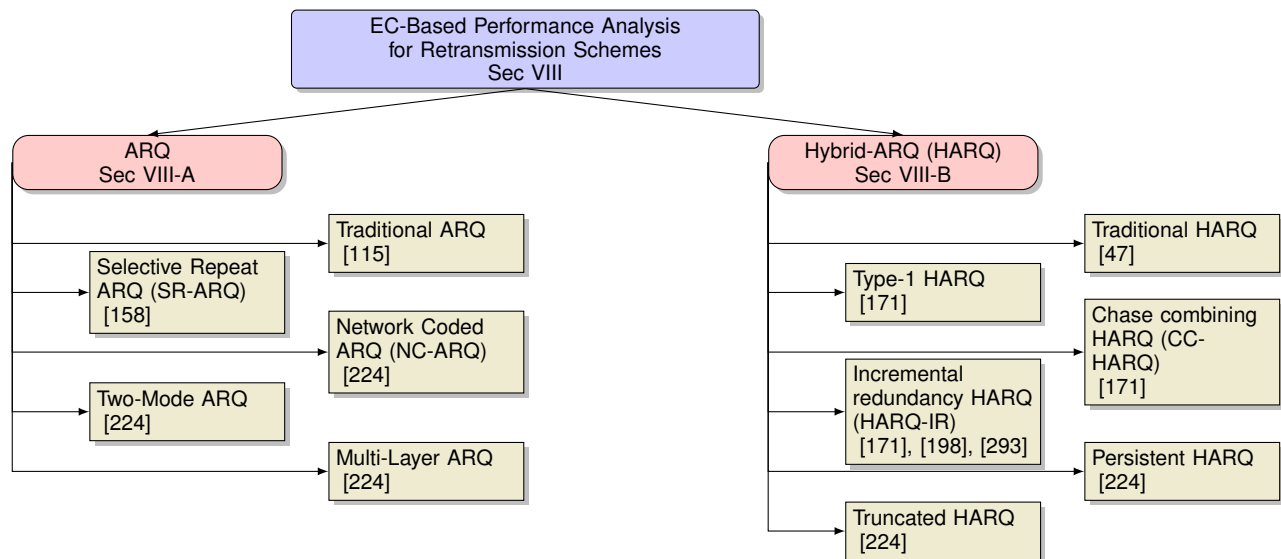 EC-Based Performance Analysis
for Retransmission Schemes
Sec VIII
ARQ
Sec VIII-A
Traditional ARQ
[115]
Selective Repeat
ARQ (SR-ARQ)
[158]
Network Coded
ARQ (NC-ARQ)
[224]
Two-Mode ARQ
[224]
Multi-Layer ARQ
[224]
Hybrid-ARQ (HARQ)
Sec VIII-B
Traditional HARQ
[47]
Type-1 HARQ
[171]
Chase combining
HARQ (CC-
HARQ)
[171]
Incremental
redundancy HARQ
(HARQ-IR)
[171], [198], [293]
Persistent HARQ
[224]
Truncated HARQ
[224]